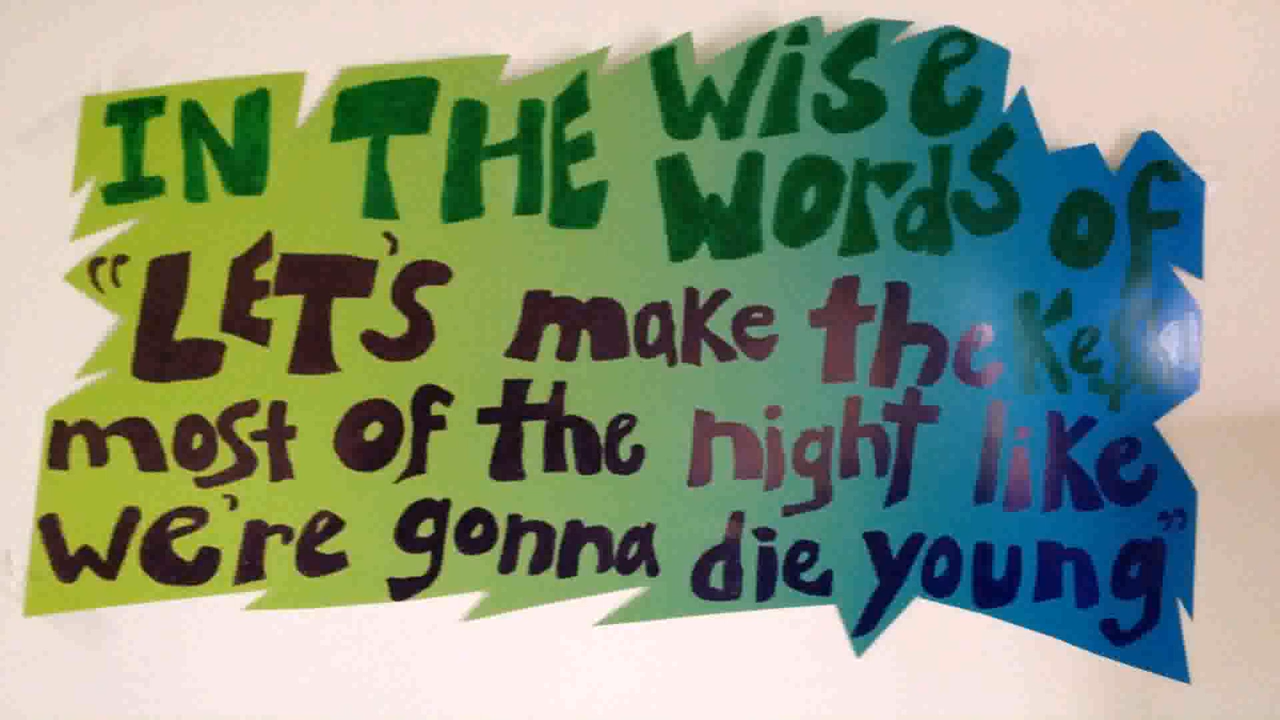 IN THE Wise
Words of
Ke$ha
"LET'S make the
most of the night like
we're gonna die young"